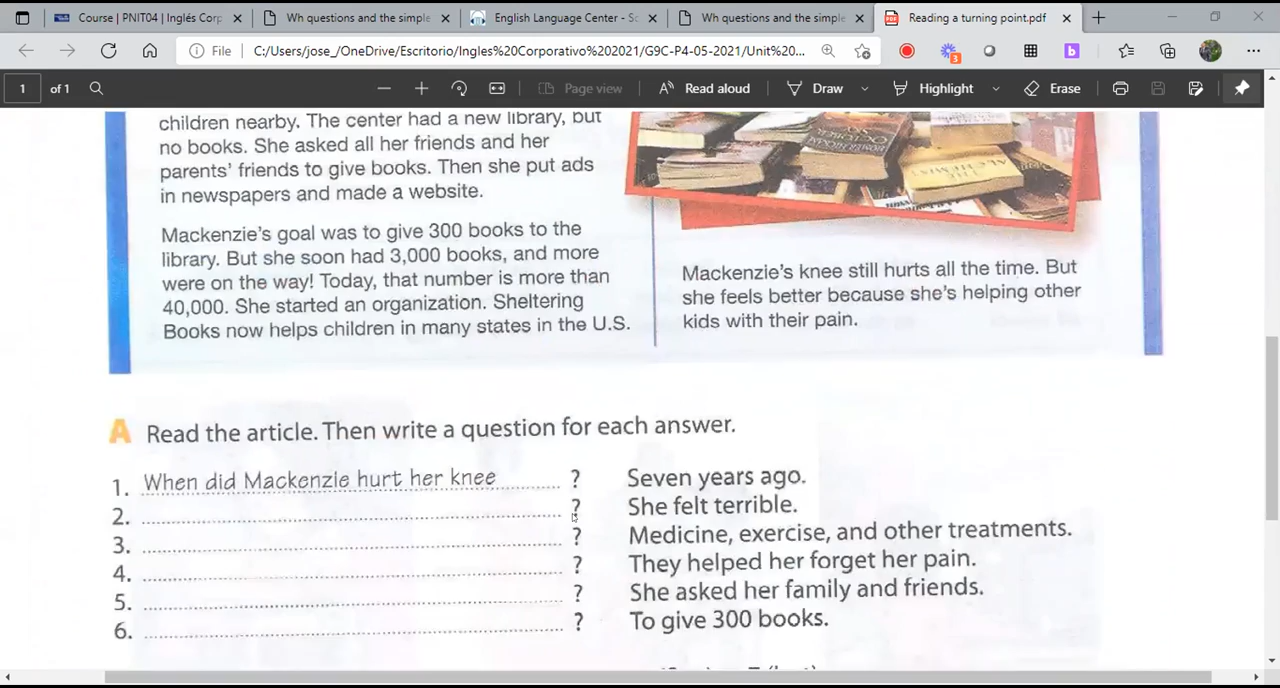 Course | PNIT04 | Inglés Corp
Wh questions and the simple
English Language Center - Sc
Wh questions and the simple
Reading a turning point.pdf
File
C:/Users/jose_/OneDrive/Escritorio/Ingles%20Corporativo%202021/G9C-P4-05-2021/Unit%20...
3
b
1 of 1
Page view
Read aloud
Draw
Highlight
Erase
children nearby. The center had a new library, but
no books. She asked all her friends and her
parents' friends to give books. Then she put ads
in newspapers and made a website.
Mackenzie's goal was to give 300 books to the
library. But she soon had 3,000 books, and more
were on the way! Today, that number is more than
40,000. She started an organization. Sheltering
Books now helps children in many states in the U.S.
Mackenzie's knee still hurts all the time. But
she feels better because she's helping other
kids with their pain.
A Read the article. Then write a question for each answer.
1. When did Mackenzie hurt her knee ? Seven years ago.
2. ? She felt terrible.
3. ? Medicine, exercise, and other treatments.
4. ? They helped her forget her pain.
5. ? She asked her family and friends.
6. ? To give 300 books.